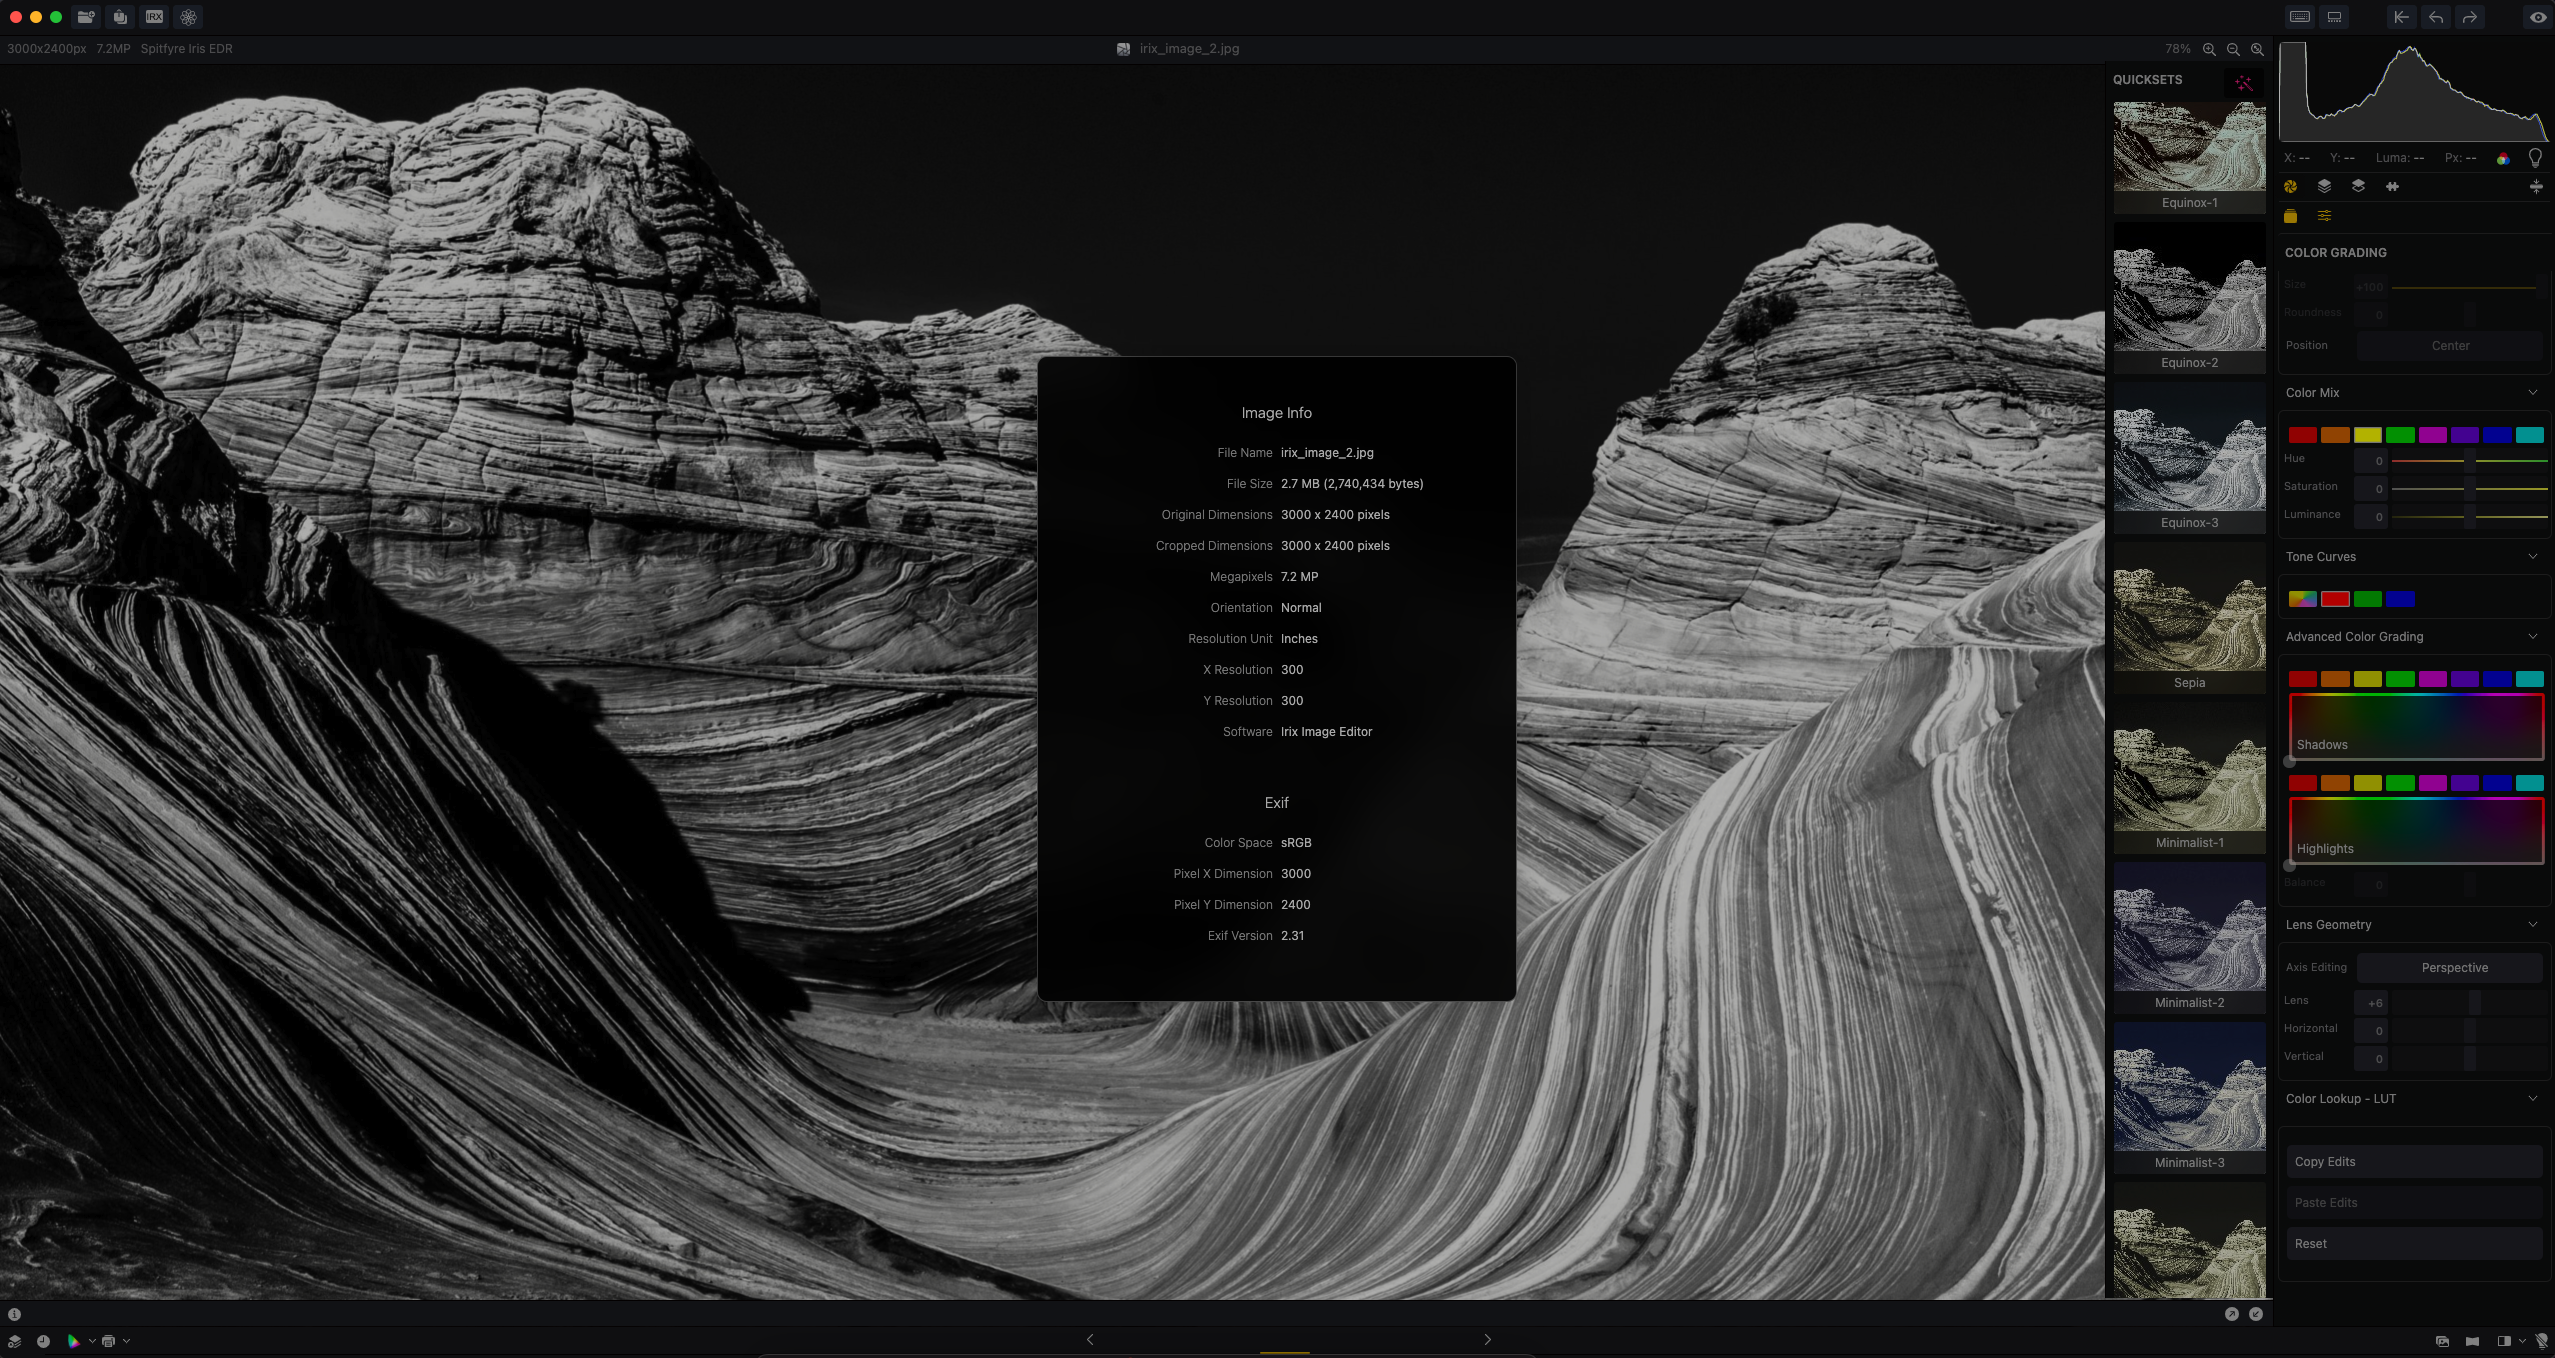 IRX
3000x2400px 7.2MP Spitfyre Iris EDR
irix_image_2.jpg
78%
QUICKSETS
Equinox-1
Equinox-2
Equinox-3
Sepia
Minimalist-1
Minimalist-2
Minimalist-3
X: -- Y: -- Luma: -- Px: --
COLOR GRADING
Size +100
Roundness 0
Position Center
Color Mix
Hue 0
Saturation 0
Luminance 0
Tone Curves
Advanced Color Grading
Shadows
Highlights
Balance 0
Lens Geometry
Axis Editing Perspective
Lens +6
Horizontal 0
Vertical 0
Color Lookup - LUT
Copy Edits
Paste Edits
Reset
Image Info
File Name irix_image_2.jpg
File Size 2.7 MB (2,740,434 bytes)
Original Dimensions 3000 x 2400 pixels
Cropped Dimensions 3000 x 2400 pixels
Megapixels 7.2 MP
Orientation Normal
Resolution Unit Inches
X Resolution 300
Y Resolution 300
Software Irix Image Editor
Exif
Color Space sRGB
Pixel X Dimension 3000
Pixel Y Dimension 2400
Exif Version 2.31